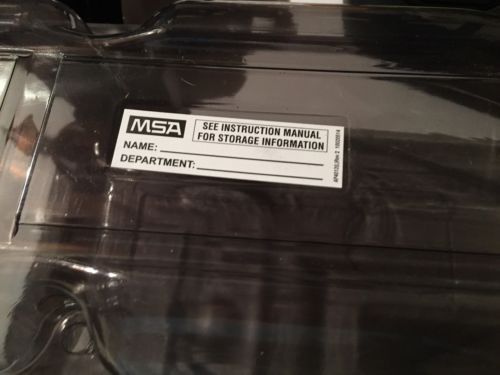 MSA
SEE INSTRUCTION MANUAL
FOR STORAGE INFORMATION
NAME:
DEPARTMENT: